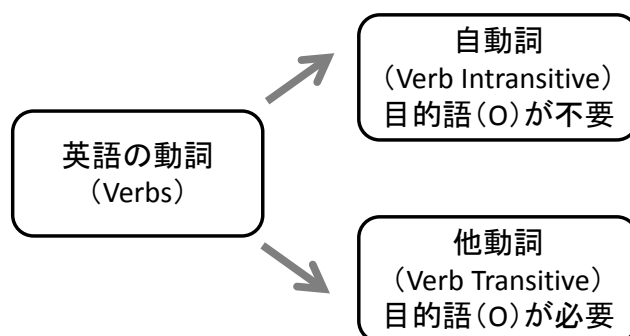 英語の動詞
（Verbs）
自動詞
（Verb Intransitive）
目的語（O）が不要
他動詞
（Verb Transitive）
目的語（O）が必要